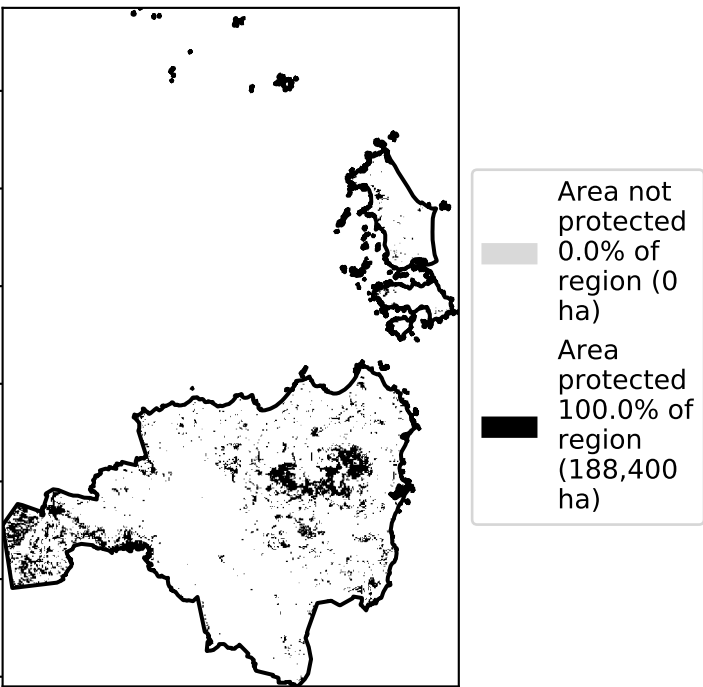 Area not
protected
0.0% of
region (0
ha)
Area
protected
100.0% of
region
(188,400
ha)